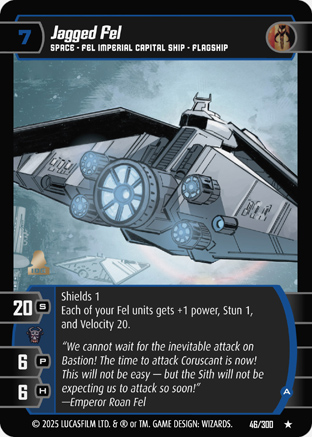 7
Jagged Fel
SPACE - FEL IMPERIAL CAPITAL SHIP - FLAGSHIP
20 S
Shields 1
Each of your Fel units gets +1 power, Stun 1,
and Velocity 20.
6 P
6 H
“We cannot wait for the inevitable attack on
Bastion! The time to attack Coruscant is now!
This will not be easy — but the Sith will not be
expecting us to attack so soon!”
—Emperor Roan Fel
A
© 2025 LUCASFILM LTD. & ® or TM. GAME DESIGN: WIZARDS.
46/300